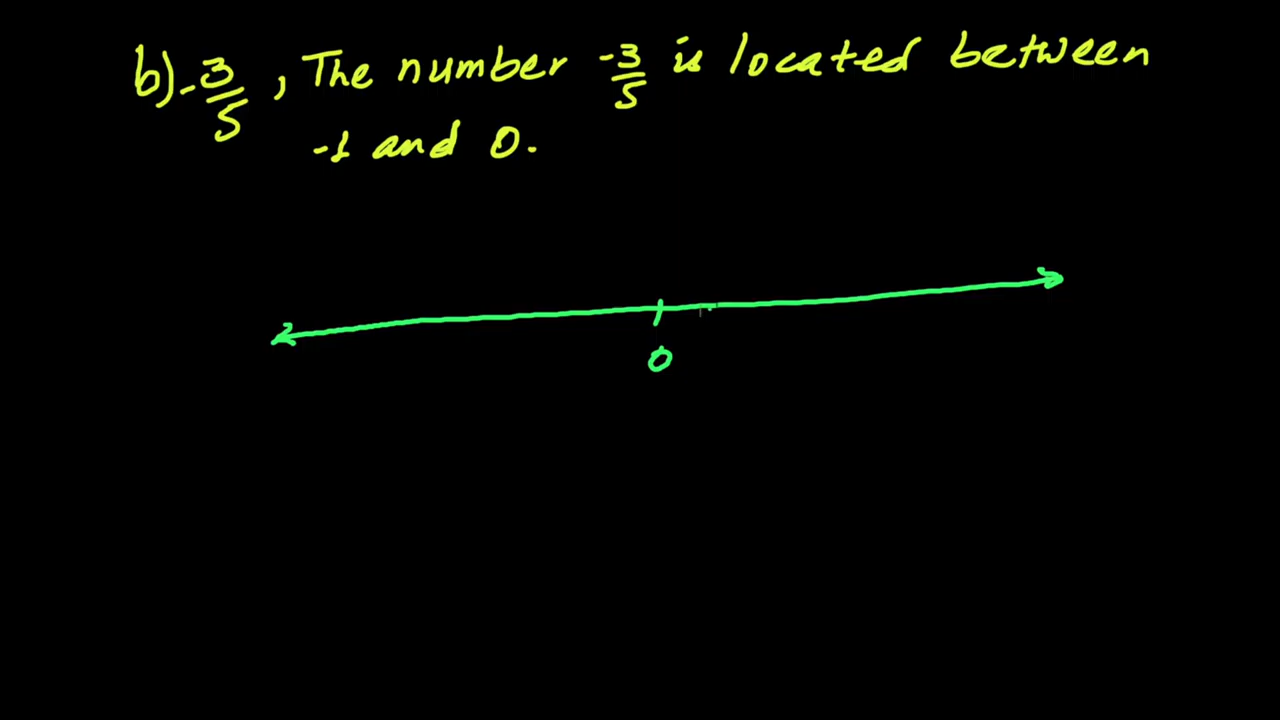 b) -3/5 , The number -3/5 is located between
-1 and 0.
0